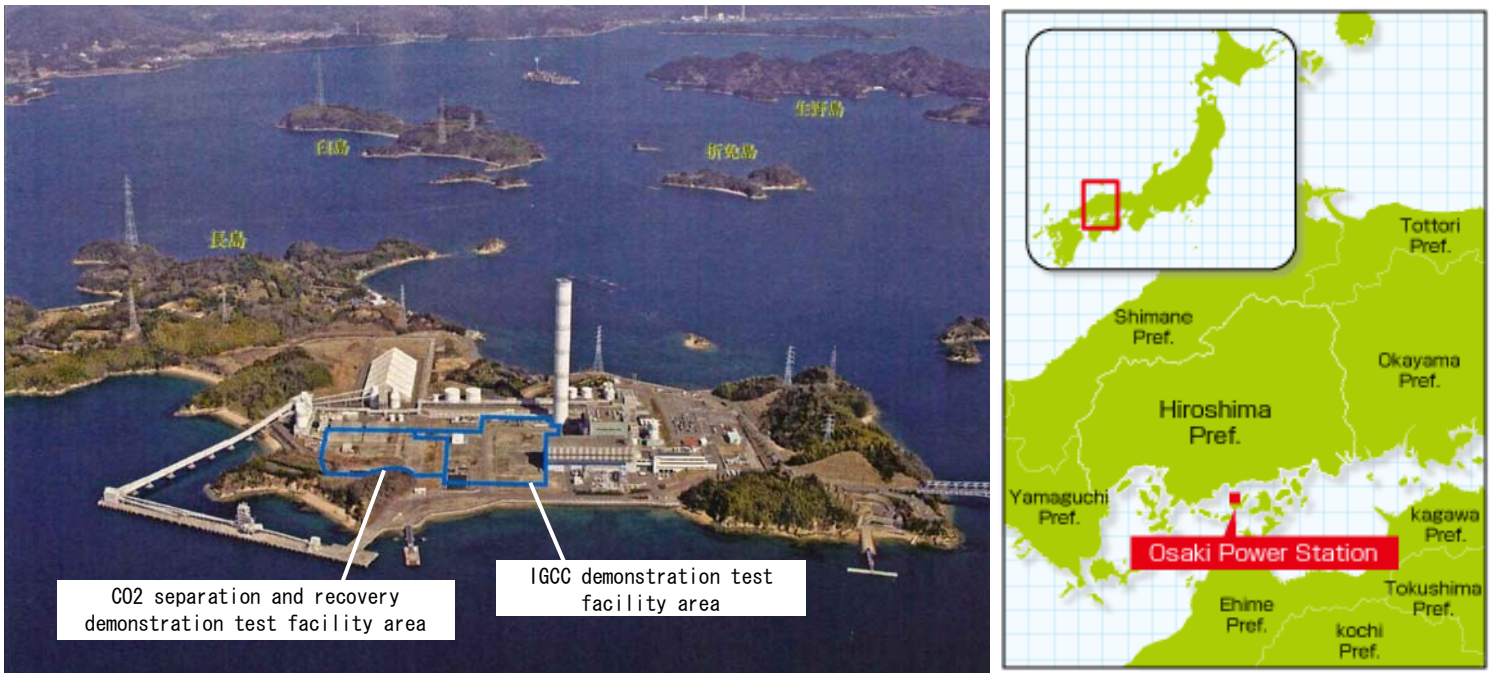 生野島
臼島
折免島
長島
CO2 separation and recovery
demonstration test facility area
IGCC demonstration test
facility area
Tottori
Pref.
Shimane
Pref.
Okayama
Pref.
Hiroshima
Pref.
Yamaguchi
Pref.
kagawa
Pref.
Osaki Power Station
Tokushima
Pref.
Ehime
Pref.
kochi
Pref.